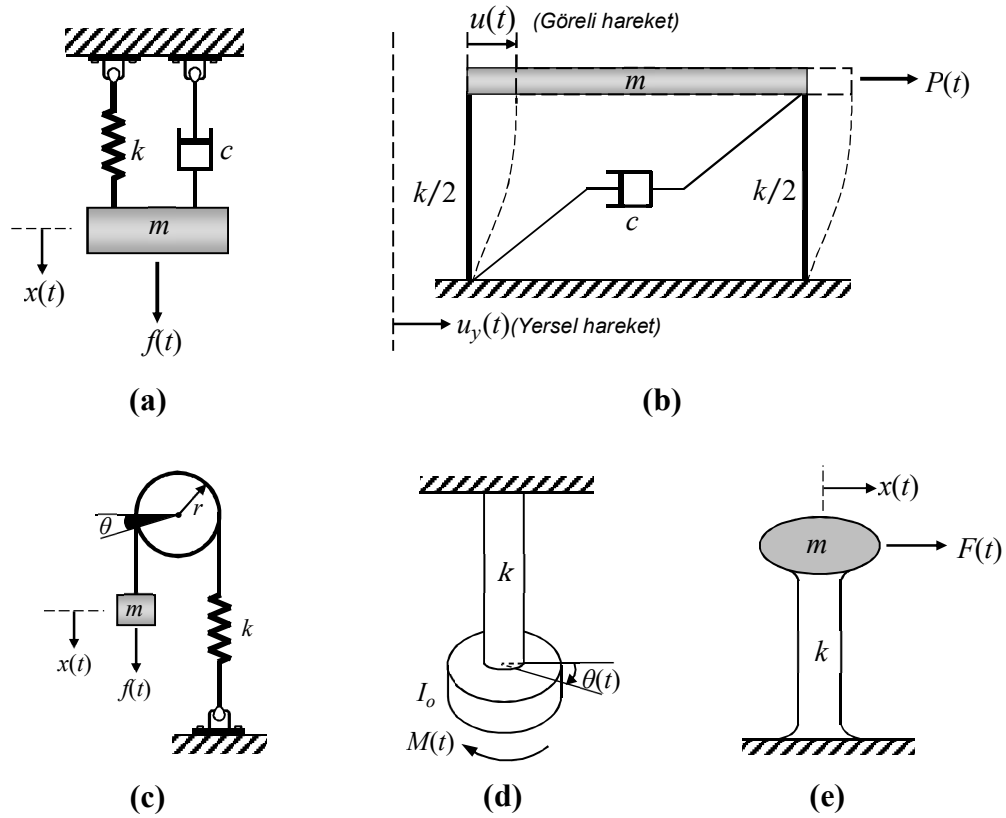 u(t) (Göreli hareket)
m
P(t)
k
c
k/2
k/2
m
c
x(t)
f(t)
u_y(t)(Yersel hareket)
(a)
(b)
r
θ
x(t)
m
F(t)
k
m
k
k
x(t)
f(t)
θ(t)
I_o
M(t)
(c)
(d)
(e)